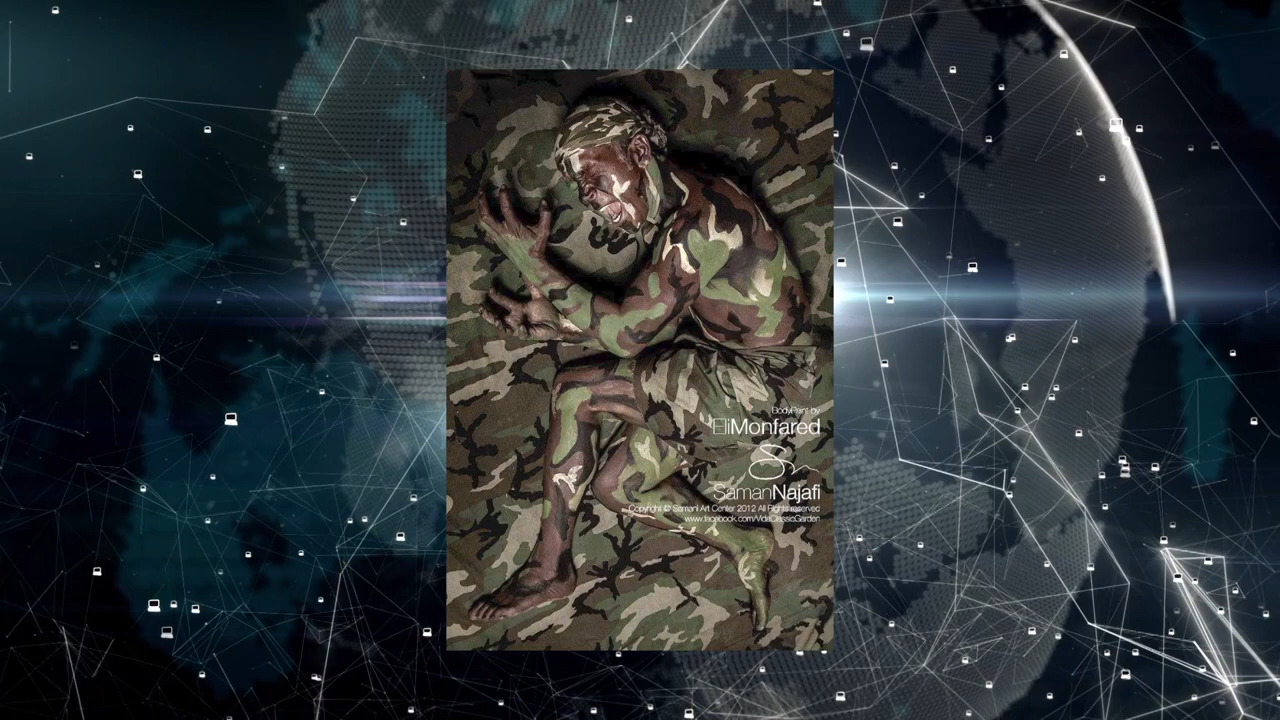 BodyPaint by
EliMonfared
SamanNajafi
Copyright © Samani Art Center 2012 All Rights reserved
www.facebook.com/VidaClassicGarden